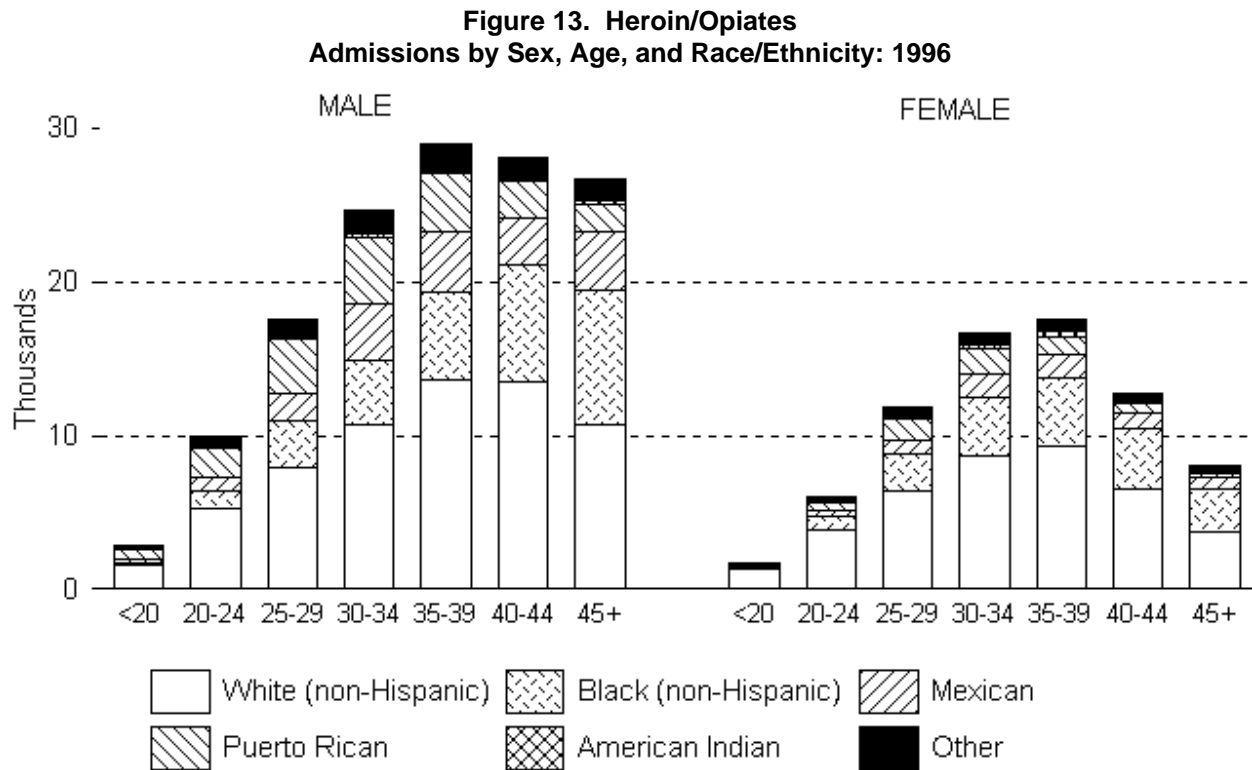 Figure 13. Heroin/Opiates
Admissions by Sex, Age, and Race/Ethnicity: 1996
MALE
FEMALE
30
20
10
0
Thousands
<20 20-24 25-29 30-34 35-39 40-44 45+
<20 20-24 25-29 30-34 35-39 40-44 45+
White (non-Hispanic) Black (non-Hispanic) Mexican
Puerto Rican American Indian Other